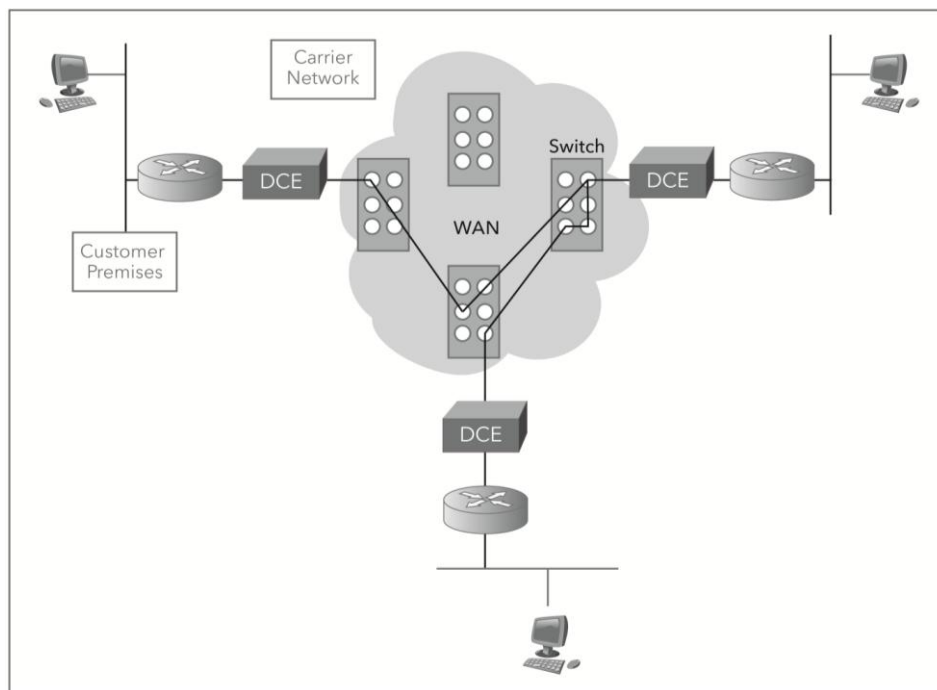 Carrier
Network
Switch
DCE
DCE
WAN
Customer
Premises
DCE